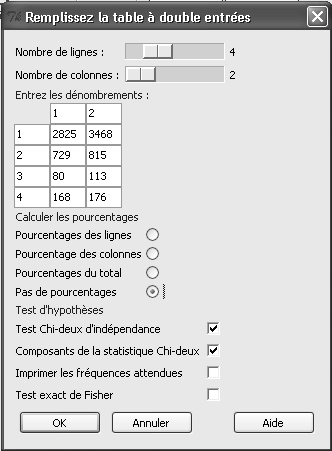 Remplissez la table à double entrées
Nombre de lignes : 4
Nombre de colonnes : 2
Entrez les dénombrements :
1 2
1 2825 3468
2 729 815
3 80 113
4 168 176
Calculer les pourcentages
Pourcentages des lignes
Pourcentage des colonnes
Pourcentages du total
Pas de pourcentages
Test d'hypothèses
Test Chi-deux d'indépendance
Composants de la statistique Chi-deux
Imprimer les fréquences attendues
Test exact de Fisher
OK Annuler Aide